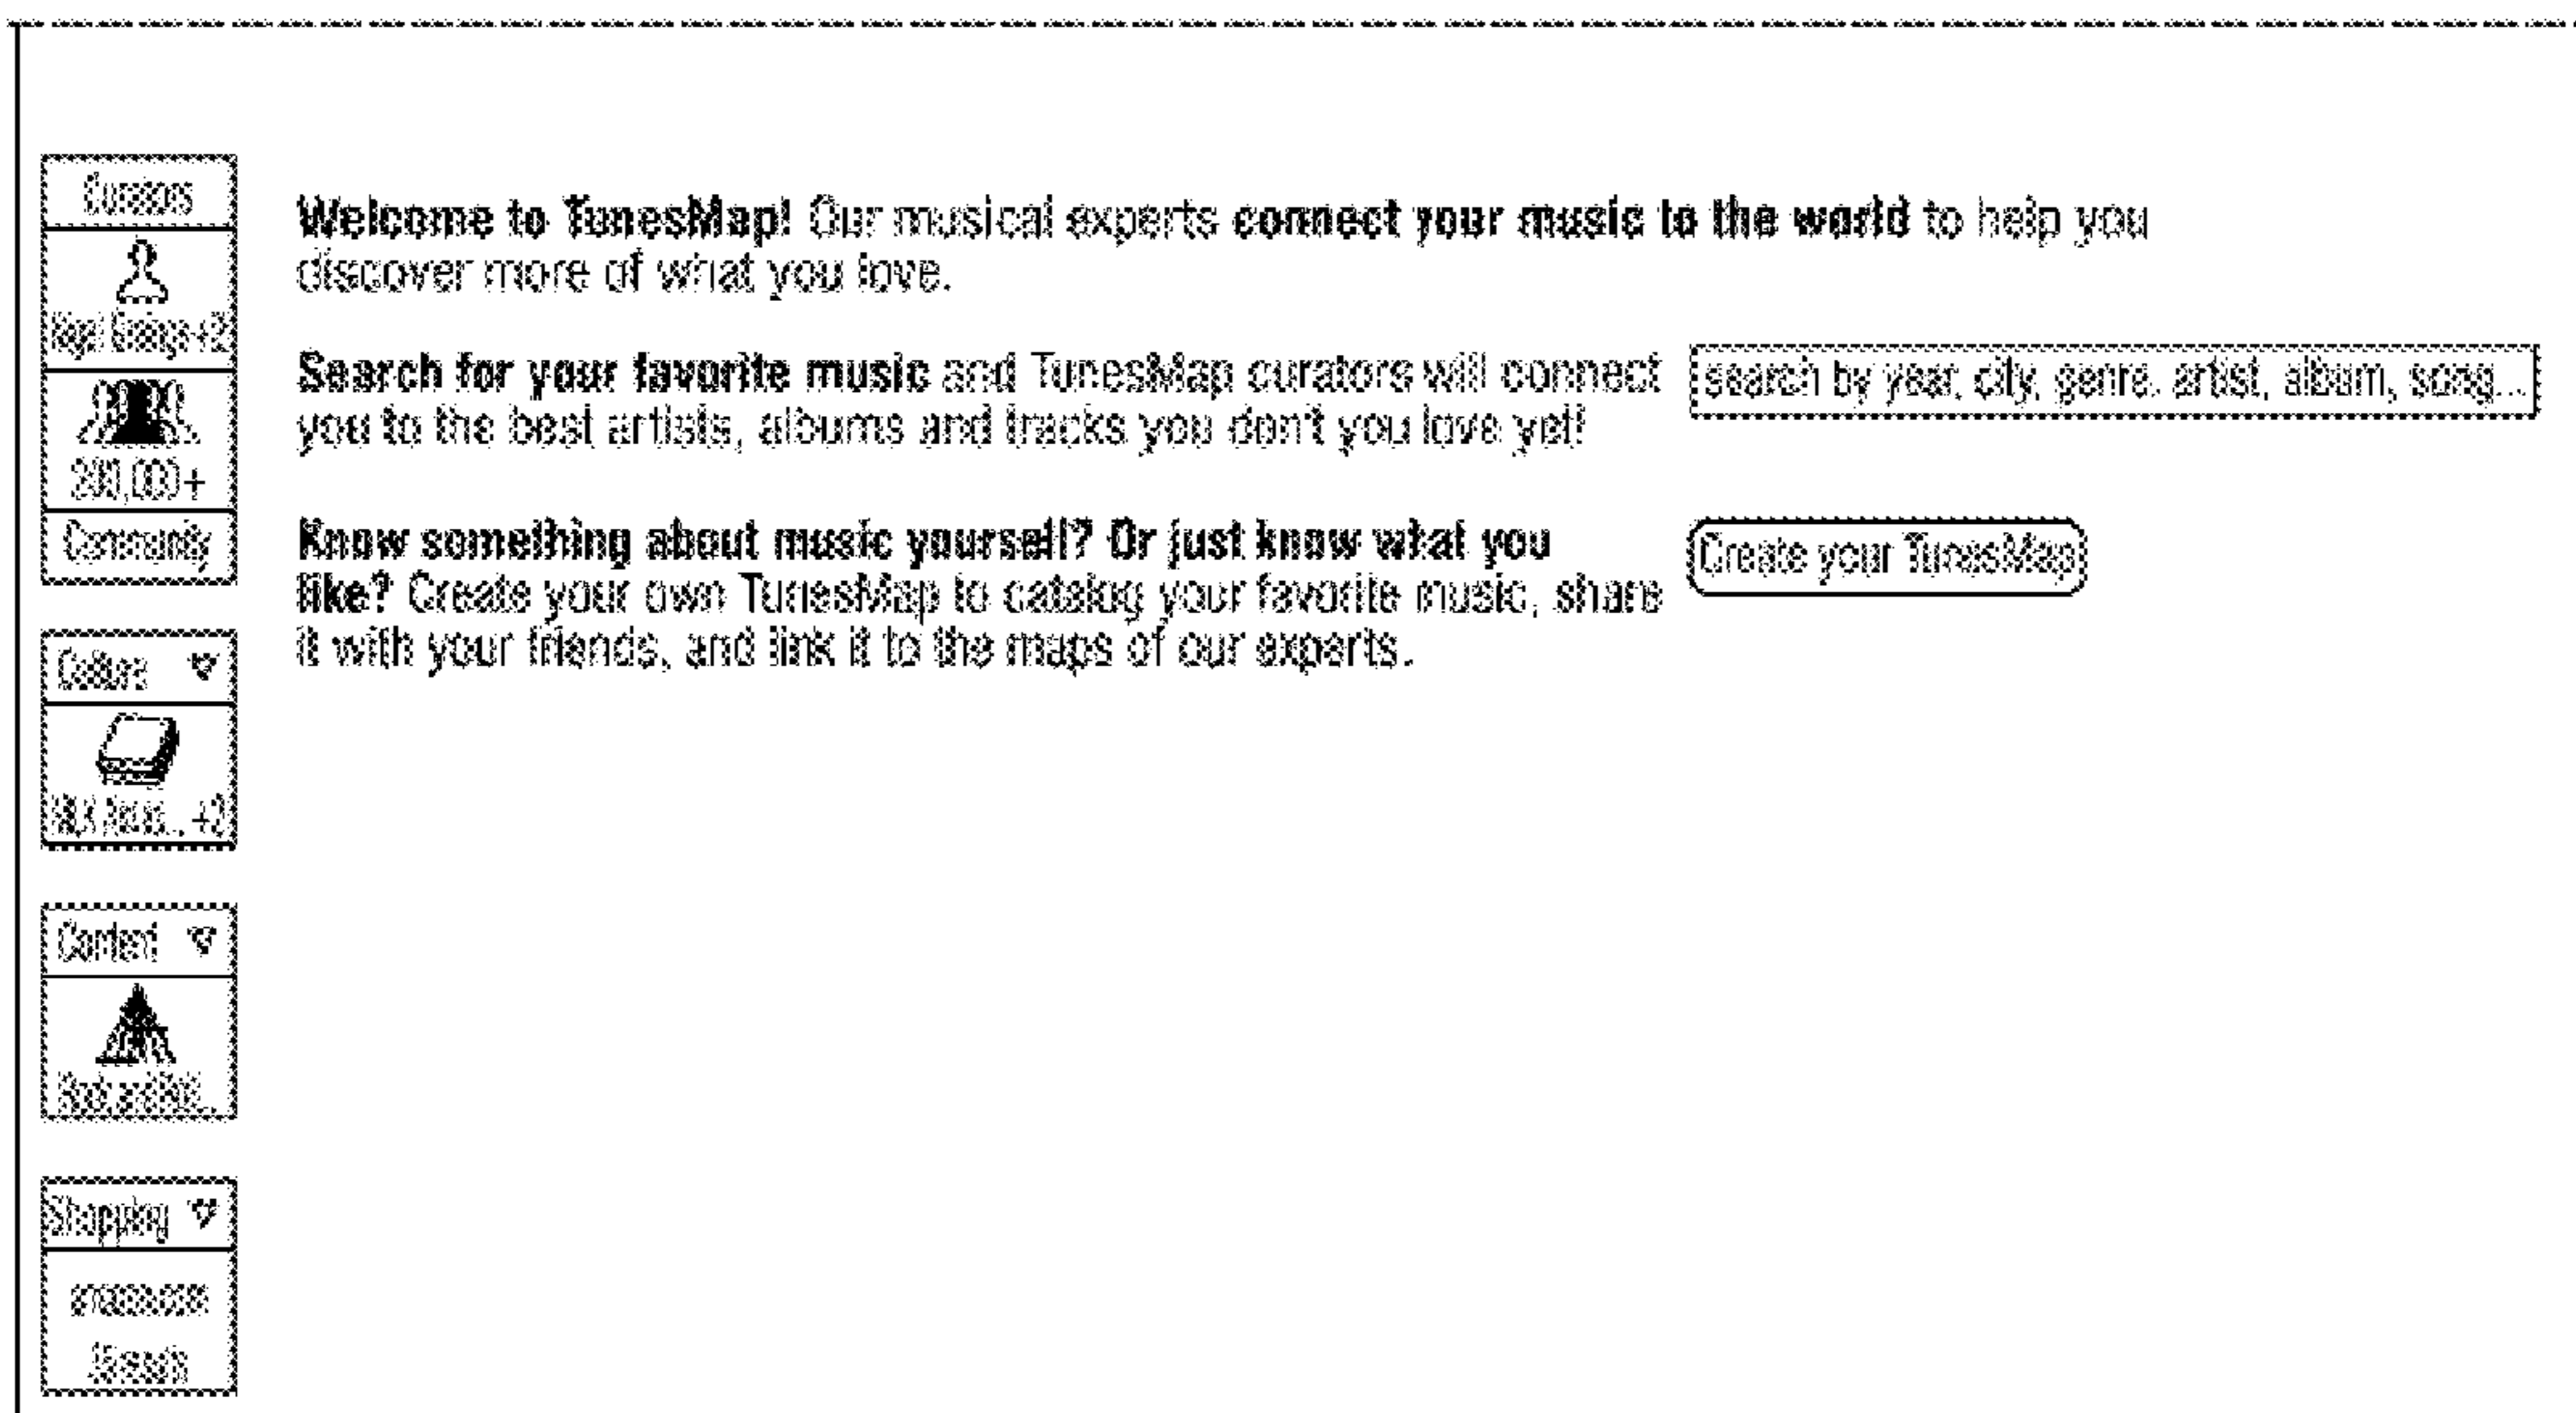 Curators
+2
200,000+
Community
Culture
+2
Content
Shopping
Welcome to TunesMap! Our musical experts connect your music to the world to help you
discover more of what you love.
Search for your favorite music and TunesMap curators will connect
you to the best artists, albums and tracks you don't you love yet!
search by year, city, genre, artist, album, song...
Know something about music yourself? Or just know what you
like? Create your own TunesMap to catalog your favorite music, share
it with your friends, and link it to the maps of our experts.
Create your TunesMap